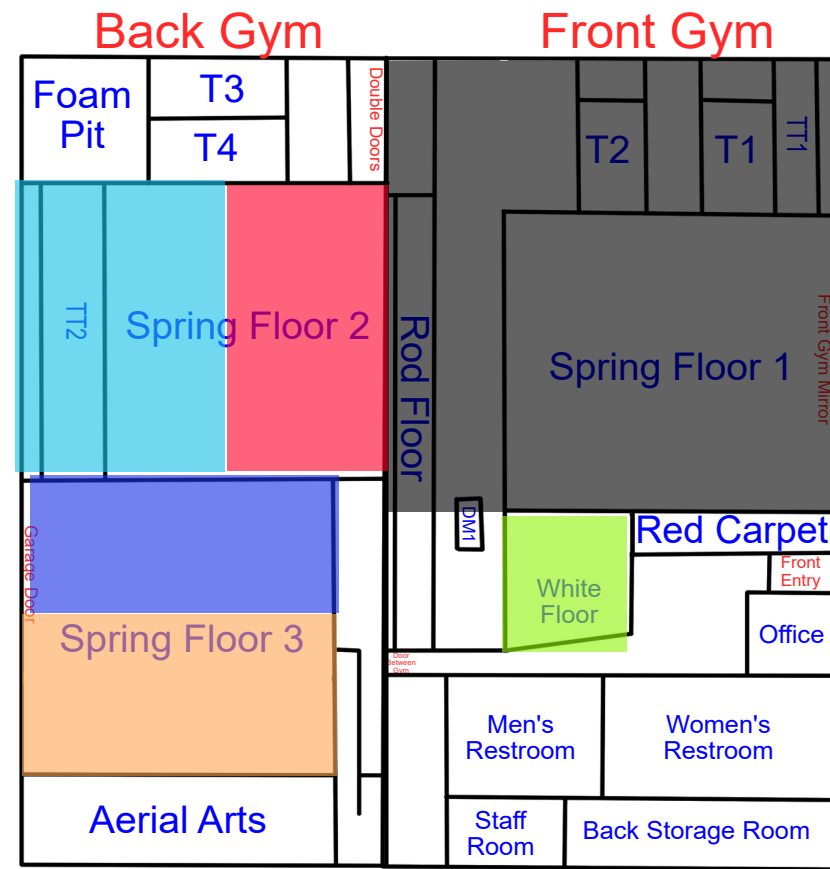 Back Gym
Front Gym
Foam
Pit
T3
T4
Double Doors
T2
T1
TT1
TT2
Spring Floor 2
Rod Floor
Spring Floor 1
Front Gym Mirror
DM1
Red Carpet
Garage Door
White
Floor
Front
Entry
Spring Floor 3
Office
Door
Between
Gym
Men's
Restroom
Women's
Restroom
Aerial Arts
Staff
Room
Back Storage Room